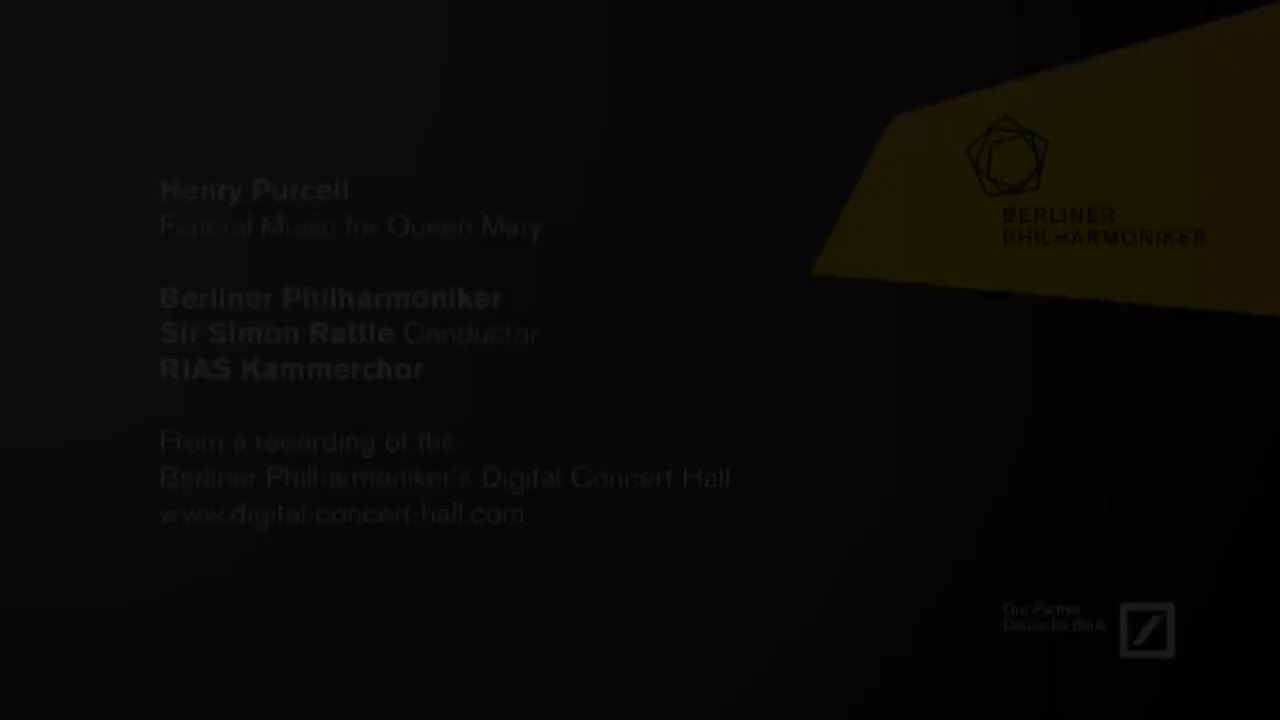 Henry Purcell
Funeral Music for Queen Mary
Berliner Philharmoniker
Sir Simon Rattle Conductor
RIAS Kammerchor
From a recording of the
Berliner Philharmoniker's Digital Concert Hall
www.digital-concert-hall.com
BERLINER
PHILHARMONIKER
Our Partner
Deutsche Bank